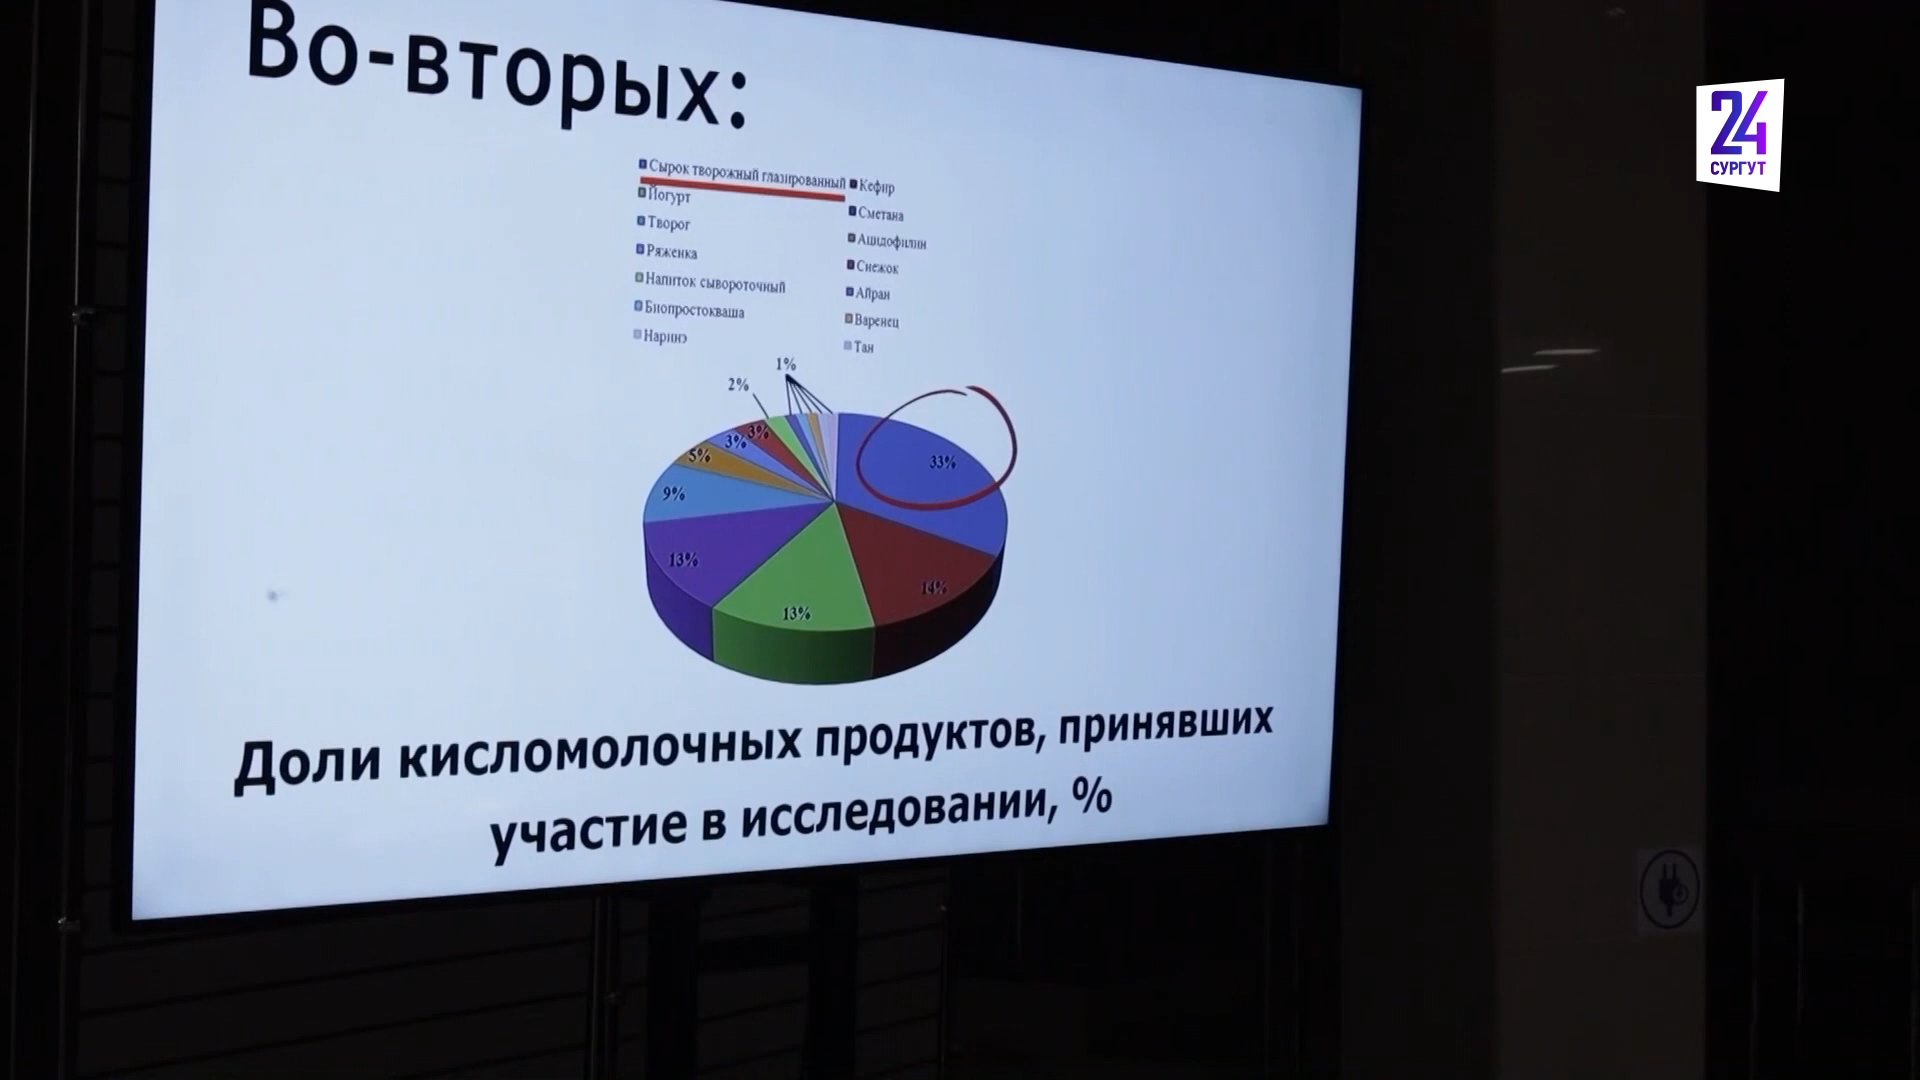 Во-вторых:
24
СУРГУТ
Сырок творожный глазированный
Кефир
Йогурт
Сметана
Творог
Ацидофилин
Ряженка
Снежок
Напиток сывороточный
Айран
Биопростокваша
Варенец
Наринэ
Тан
1%
2%
3%
3%
5%
33%
9%
13%
14%
13%
Доли кисломолочных продуктов, принявших
участие в исследовании, %